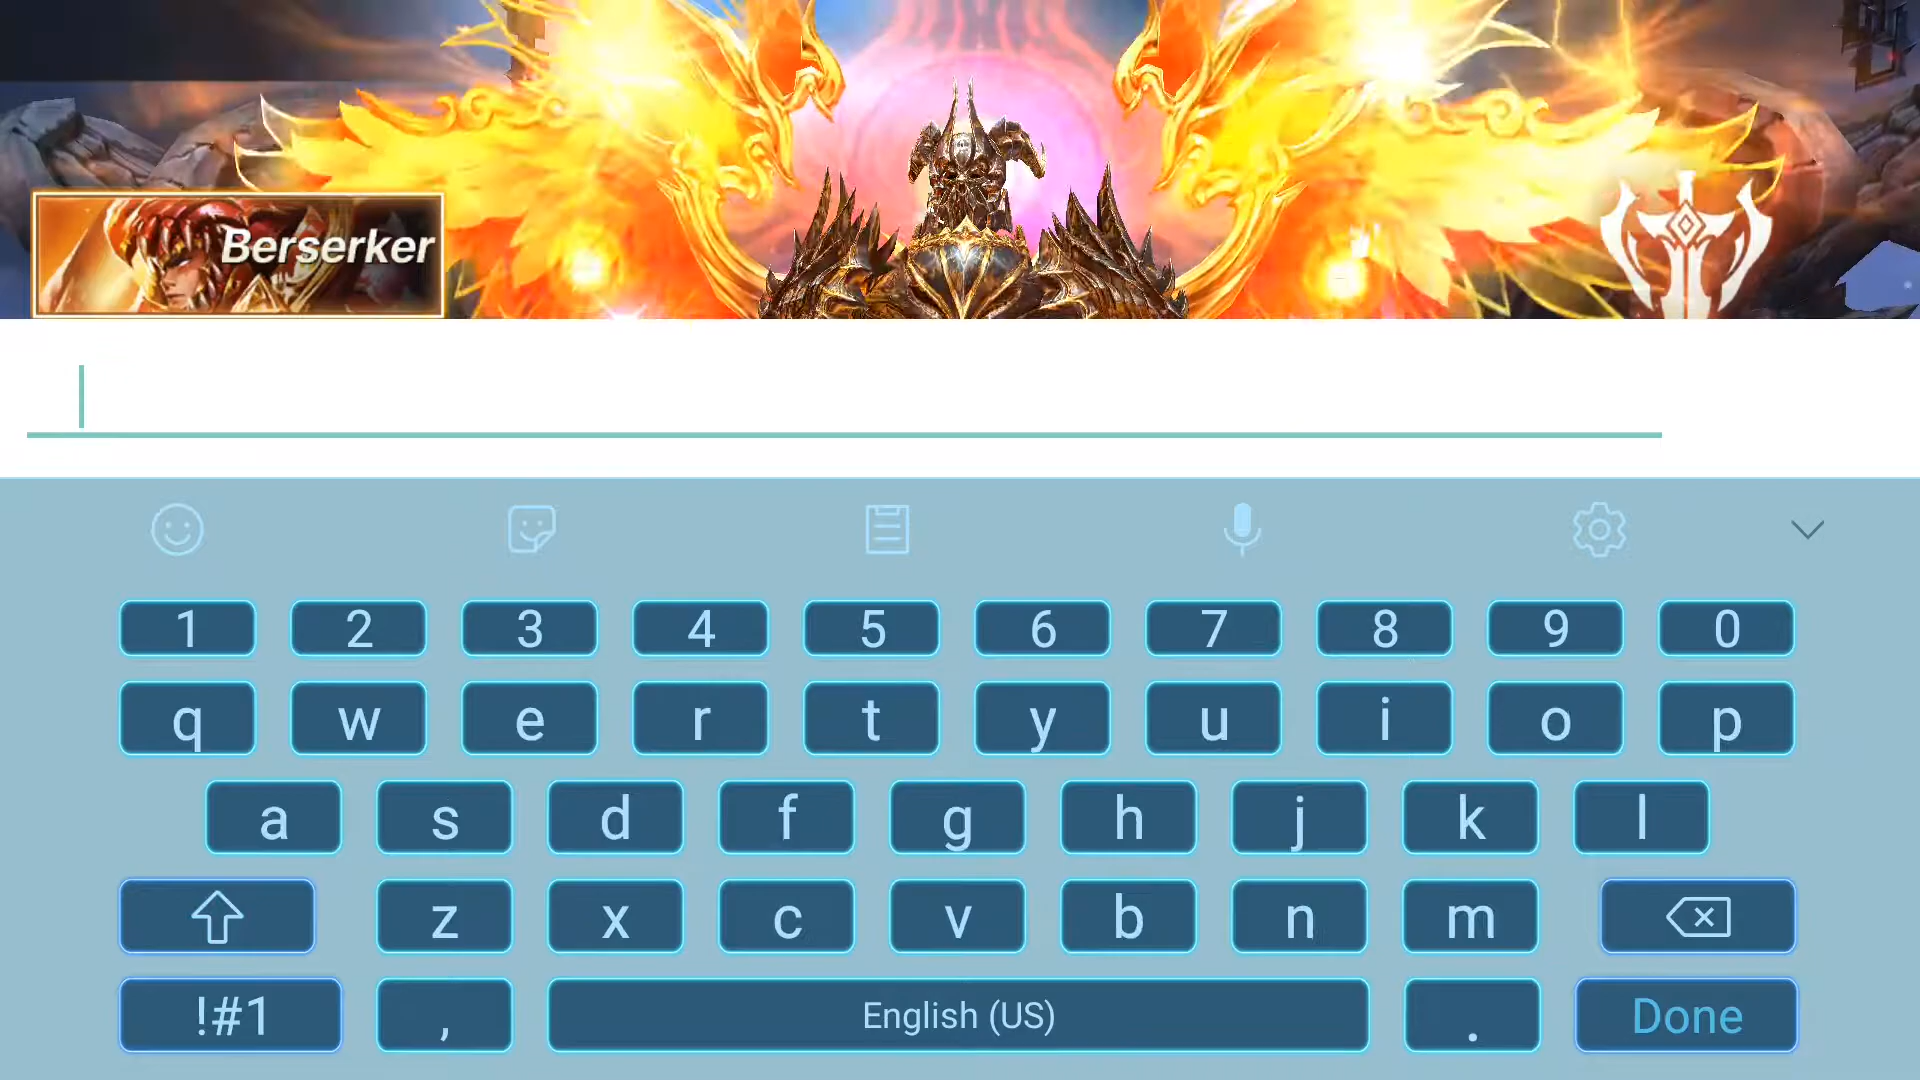 Berserker
1 2 3 4 5 6 7 8 9 0
q w e r t y u i o p
a s d f g h j k l
z x c v b n m
!#1 , English (US) . Done